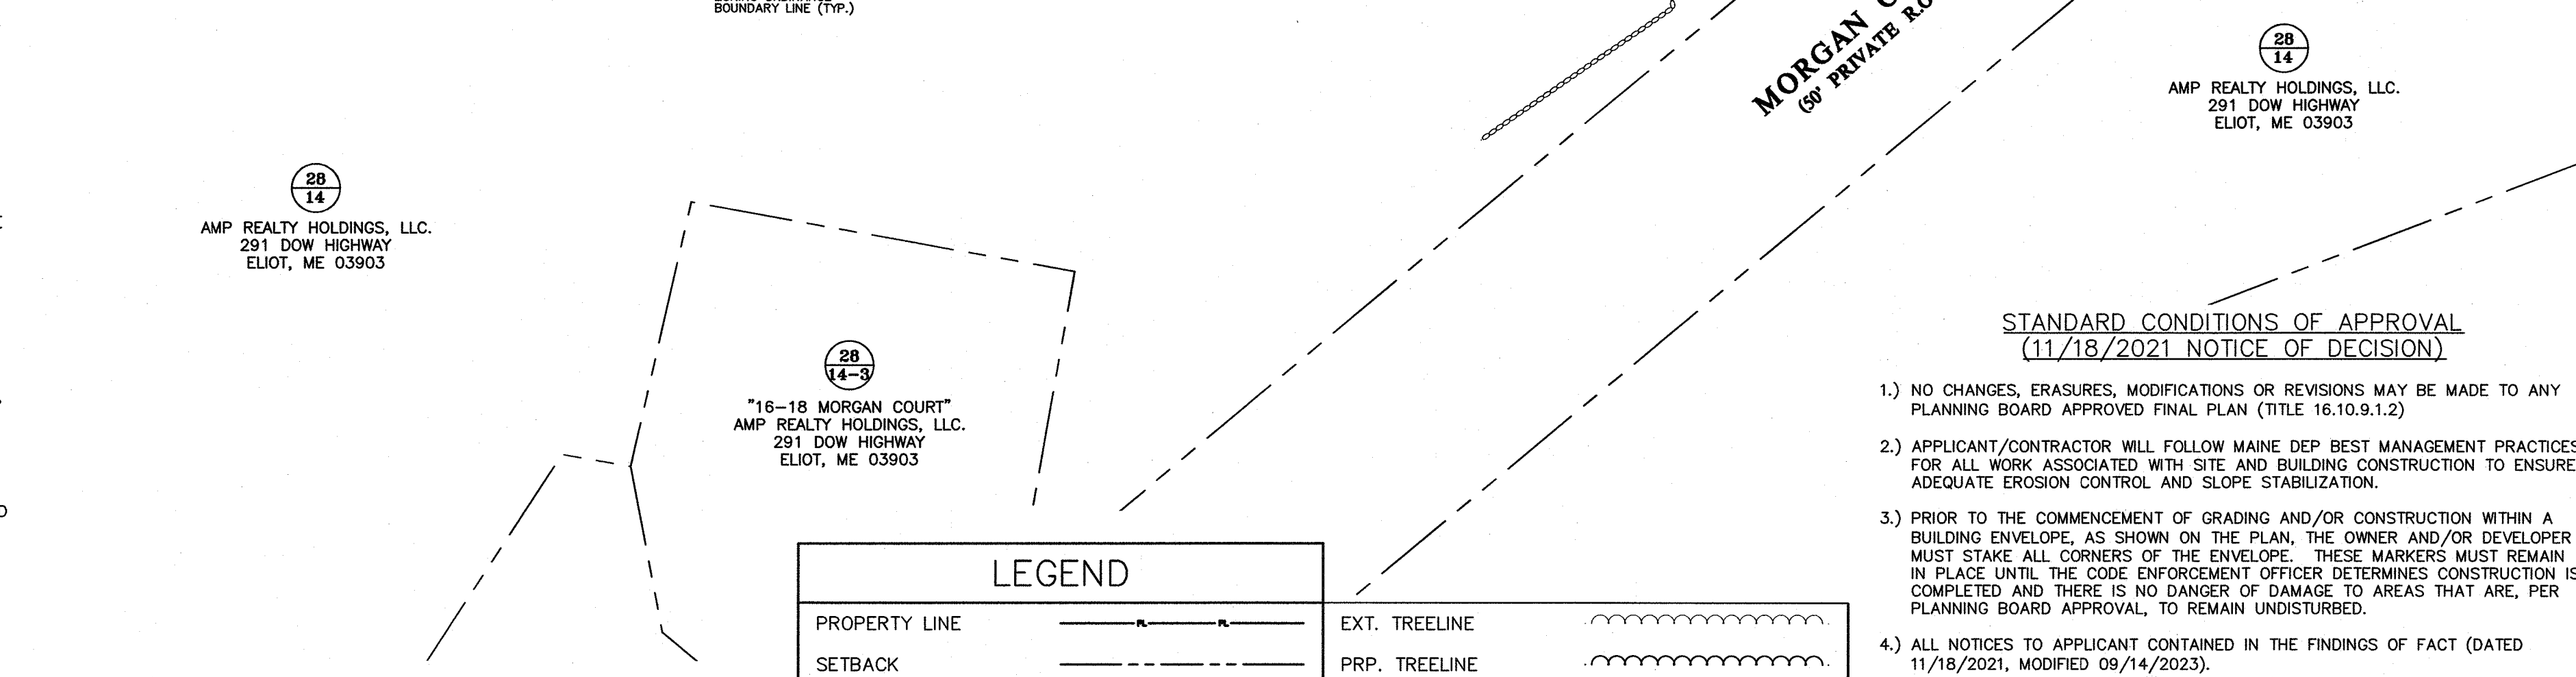 BOUNDARY LINE (TYP.)
MORGAN
(50' PRIVATE
28
14
AMP REALTY HOLDINGS, LLC.
291 DOW HIGHWAY
ELIOT, ME 03903
28
14
AMP REALTY HOLDINGS, LLC.
291 DOW HIGHWAY
ELIOT, ME 03903
28
14-3
"16-18 MORGAN COURT"
AMP REALTY HOLDINGS, LLC.
291 DOW HIGHWAY
ELIOT, ME 03903
LEGEND
PROPERTY LINE
EXT. TREELINE
SETBACK
PRP. TREELINE
STANDARD CONDITIONS OF APPROVAL
(11/18/2021 NOTICE OF DECISION)
1.) NO CHANGES, ERASURES, MODIFICATIONS OR REVISIONS MAY BE MADE TO ANY
PLANNING BOARD APPROVED FINAL PLAN (TITLE 16.10.9.1.2)
2.) APPLICANT/CONTRACTOR WILL FOLLOW MAINE DEP BEST MANAGEMENT PRACTICES
FOR ALL WORK ASSOCIATED WITH SITE AND BUILDING CONSTRUCTION TO ENSURE
ADEQUATE EROSION CONTROL AND SLOPE STABILIZATION.
3.) PRIOR TO THE COMMENCEMENT OF GRADING AND/OR CONSTRUCTION WITHIN A
BUILDING ENVELOPE, AS SHOWN ON THE PLAN, THE OWNER AND/OR DEVELOPER
MUST STAKE ALL CORNERS OF THE ENVELOPE. THESE MARKERS MUST REMAIN
IN PLACE UNTIL THE CODE ENFORCEMENT OFFICER DETERMINES CONSTRUCTION IS
COMPLETED AND THERE IS NO DANGER OF DAMAGE TO AREAS THAT ARE, PER
PLANNING BOARD APPROVAL, TO REMAIN UNDISTURBED.
4.) ALL NOTICES TO APPLICANT CONTAINED IN THE FINDINGS OF FACT (DATED
11/18/2021, MODIFIED 09/14/2023).